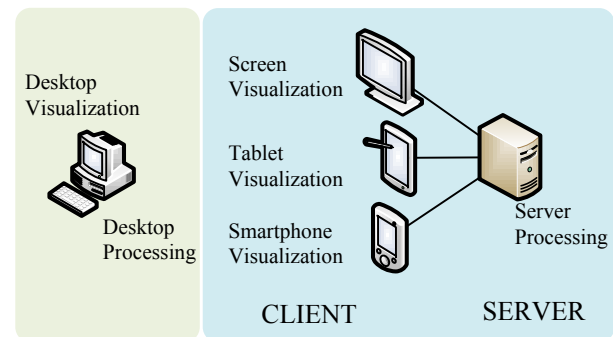 Desktop
Visualization
Desktop
Processing
Screen
Visualization
Tablet
Visualization
Smartphone
Visualization
Server
Processing
CLIENT
SERVER